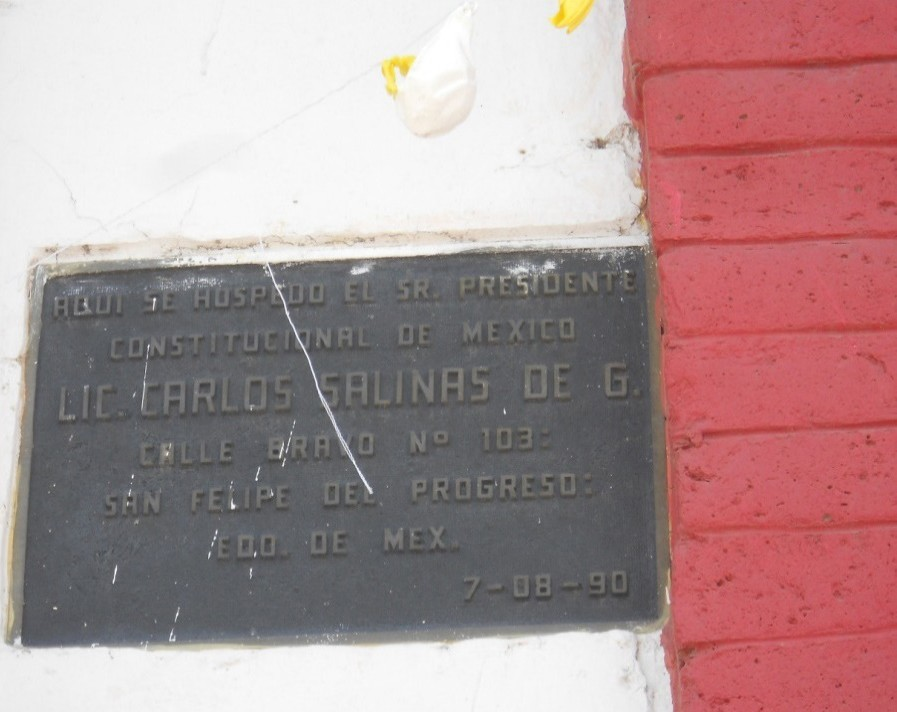 AQUI SE HOSPEDO EL SR. PRESIDENTE
CONSTITUCIONAL DE MEXICO
LIC. CARLOS SALINAS DE G.
CALLE BRAVO Nº 103:
SAN FELIPE DEL PROGRESO:
EDO. DE MEX.
7-08-90